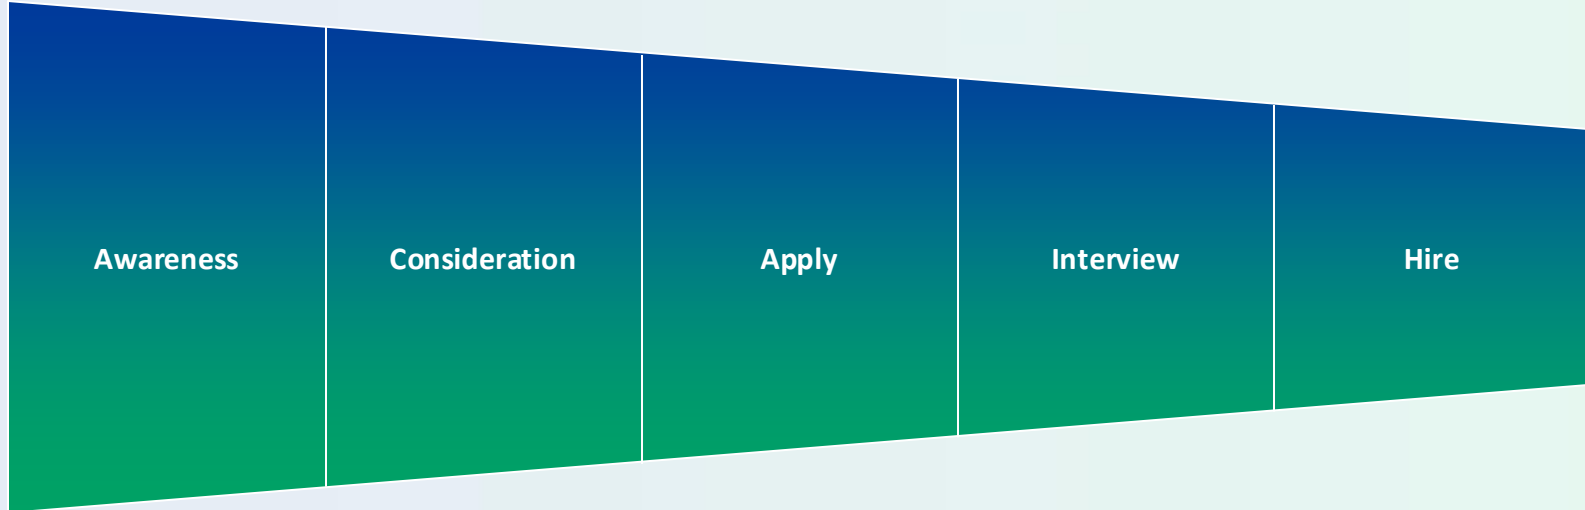 Awareness
Consideration
Apply
Interview
Hire